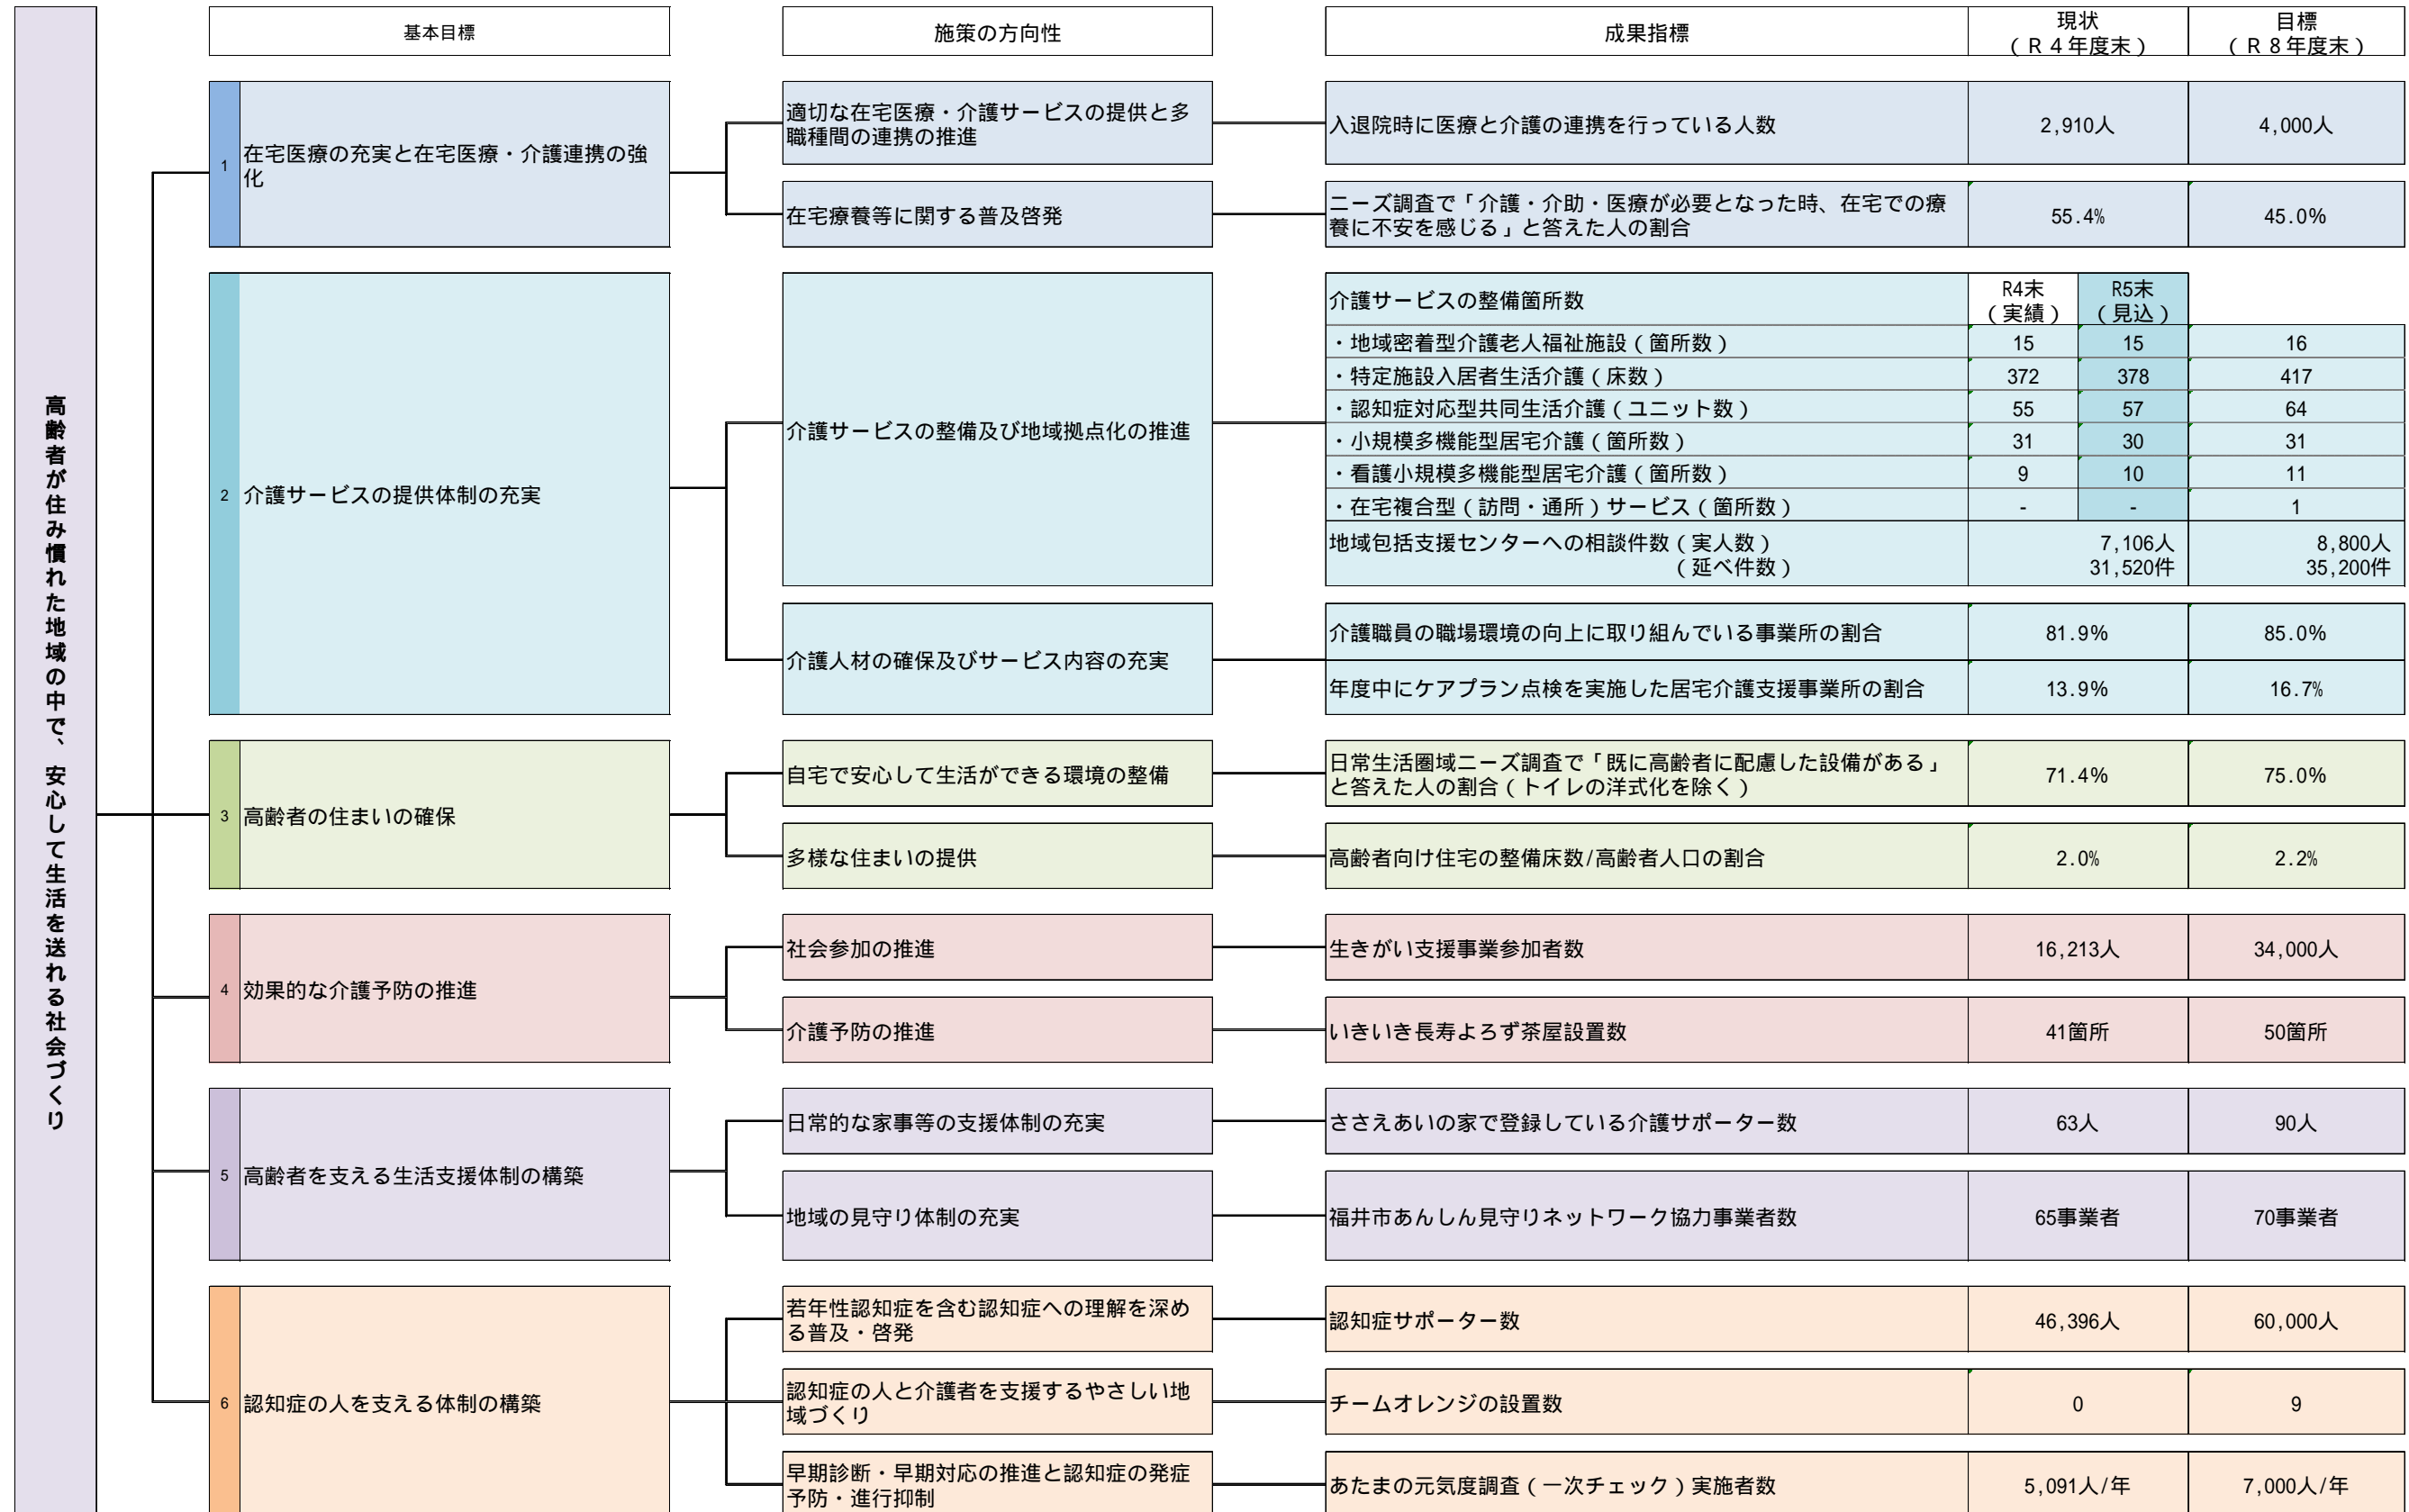 高齢者が住み慣れた地域の中で、安心して生活を送れる社会づくり
基本目標
施策の方向性
成果指標
現状
（Ｒ４年度末）
目標
（Ｒ８年度末）
1
在宅医療の充実と在宅医療・介護連携の強
化
適切な在宅医療・介護サービスの提供と多
職種間の連携の推進
入退院時に医療と介護の連携を行っている人数
2,910人
4,000人
在宅療養等に関する普及啓発
ニーズ調査で「介護・介助・医療が必要となった時、在宅での療
養に不安を感じる」と答えた人の割合
55.4%
45.0%
2
介護サービスの提供体制の充実
介護サービスの整備及び地域拠点化の推進
介護サービスの整備箇所数
R4末
（実績）
R5末
（見込）
・地域密着型介護老人福祉施設（箇所数）
15
15
16
・特定施設入居者生活介護（床数）
372
378
417
・認知症対応型共同生活介護（ユニット数）
55
57
64
・小規模多機能型居宅介護（箇所数）
31
30
31
・看護小規模多機能型居宅介護（箇所数）
9
10
11
・在宅複合型（訪問・通所）サービス（箇所数）
-
-
1
地域包括支援センターへの相談件数（実人数）
（延べ件数）
7,106人
31,520件
8,800人
35,200件
介護人材の確保及びサービス内容の充実
介護職員の職場環境の向上に取り組んでいる事業所の割合
81.9%
85.0%
年度中にケアプラン点検を実施した居宅介護支援事業所の割合
13.9%
16.7%
3
高齢者の住まいの確保
自宅で安心して生活ができる環境の整備
日常生活圏域ニーズ調査で「既に高齢者に配慮した設備がある」
と答えた人の割合（トイレの洋式化を除く）
71.4%
75.0%
多様な住まいの提供
高齢者向け住宅の整備床数/高齢者人口の割合
2.0%
2.2%
4
効果的な介護予防の推進
社会参加の推進
生きがい支援事業参加者数
16,213人
34,000人
介護予防の推進
いきいき長寿よろず茶屋設置数
41箇所
50箇所
5
高齢者を支える生活支援体制の構築
日常的な家事等の支援体制の充実
ささえあいの家で登録している介護サポーター数
63人
90人
地域の見守り体制の充実
福井市あんしん見守りネットワーク協力事業者数
65事業者
70事業者
6
認知症の人を支える体制の構築
若年性認知症を含む認知症への理解を深め
る普及・啓発
認知症サポーター数
46,396人
60,000人
認知症の人と介護者を支援するやさしい地
域づくり
チームオレンジの設置数
0
9
早期診断・早期対応の推進と認知症の発症
予防・進行抑制
あたまの元気度調査（一次チェック）実施者数
5,091人/年
7,000人/年